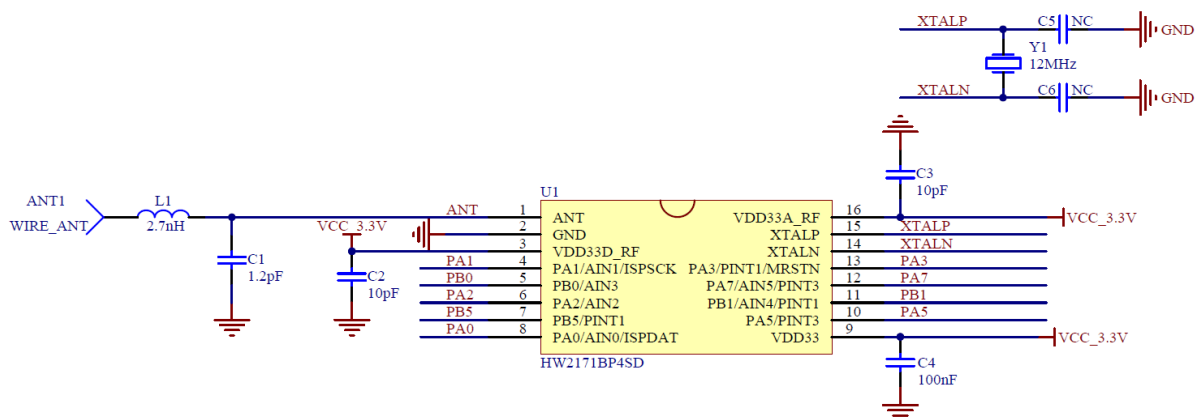 XTALP
C5
NC
GND
Y1
12MHz
XTALN
C6
NC
GND
C3
10pF
ANT1
WIRE_ANT
L1
2.7nH
C1
1.2pF
VCC_3.3V
C2
10pF
U1
ANT
1
ANT
2
GND
3
VDD33D_RF
PA1
4
PA1/AIN1/ISPSCK
PB0
5
PB0/AIN3
PA2
6
PA2/AIN2
PB5
7
PB5/PINT1
PA0
8
PA0/AIN0/ISPDAT
VDD33A_RF
16
VCC_3.3V
XTALP
15
XTALP
XTALN
14
XTALN
PA3/PINT1/MRSTN
13
PA3
PA7/AIN5/PINT3
12
PA7
PB1/AIN4/PINT1
11
PB1
PA5/PINT3
10
PA5
VDD33
9
VCC_3.3V
HW2171BP4SD
C4
100nF